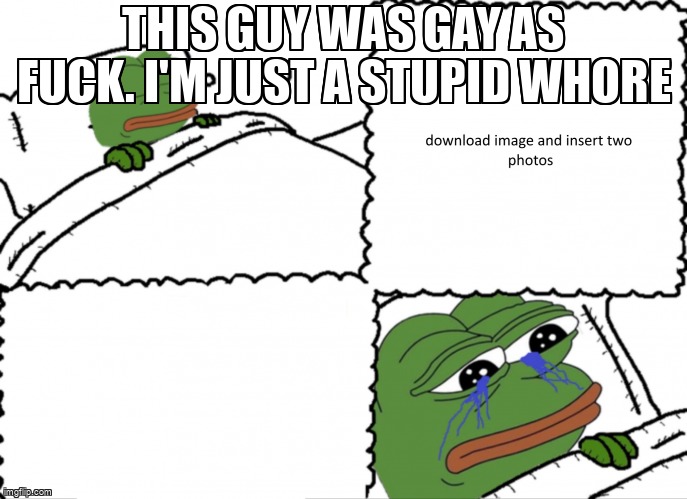 THIS GUY WAS GAY AS
FUCK. I'M JUST A STUPID WHORE
download image and insert two
photos
imgflip.com